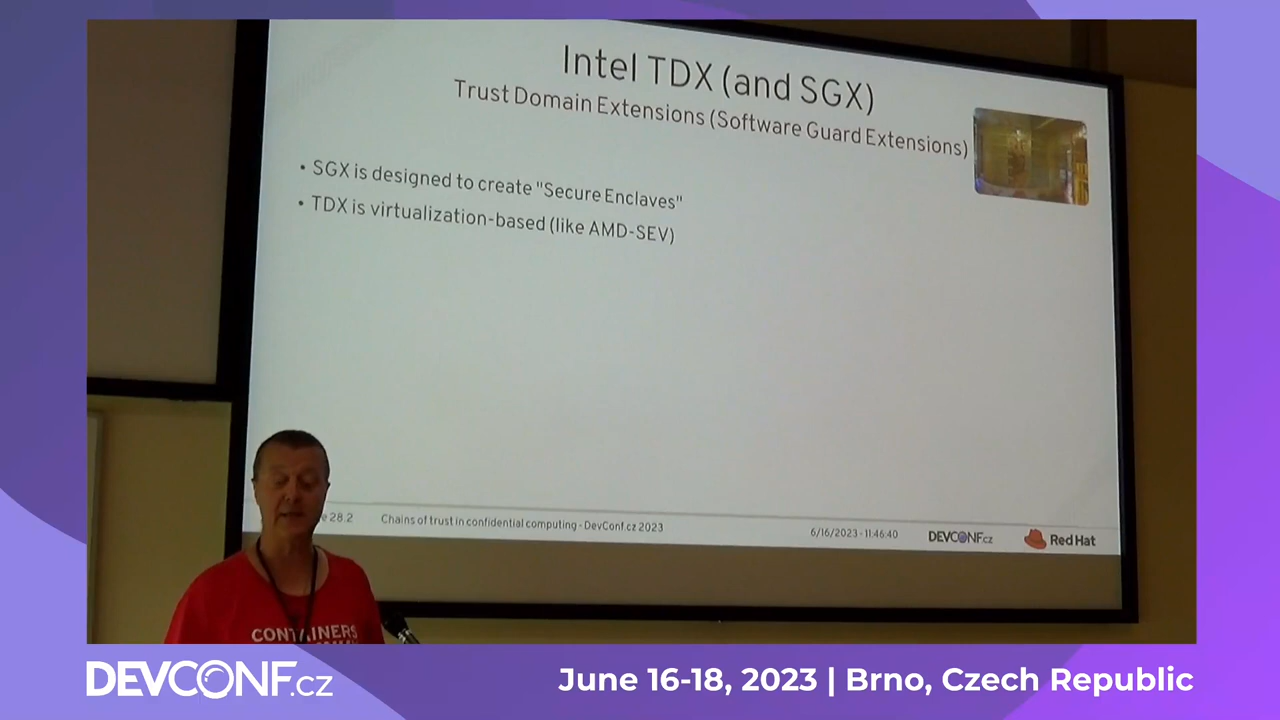 Intel TDX (and SGX)
Trust Domain Extensions (Software Guard Extensions)
• SGX is designed to create "Secure Enclaves"
• TDX is virtualization-based (like AMD-SEV)
28.2
Chains of trust in confidential computing - DevConf.cz 2023
6/16/2023 - 11:46:40
DEVCONF.cz
Red Hat
CONTAINERS
DEVCONF.CZ
June 16-18, 2023 | Brno, Czech Republic